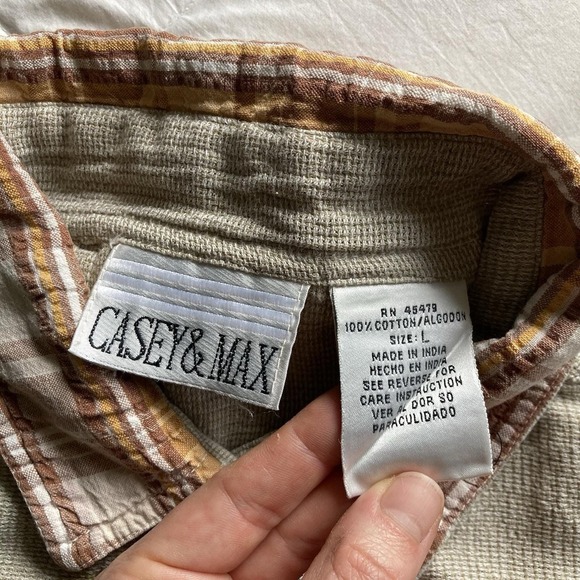 CASEY & MAX
RN 45479
100% COTTON/ALGODON
SIZE: L
MADE IN INDIA
HECHO EN INDIA
SEE REVERSE FOR
CARE INSTRUCTION
VER AL DOR SO
PARACULIDADO